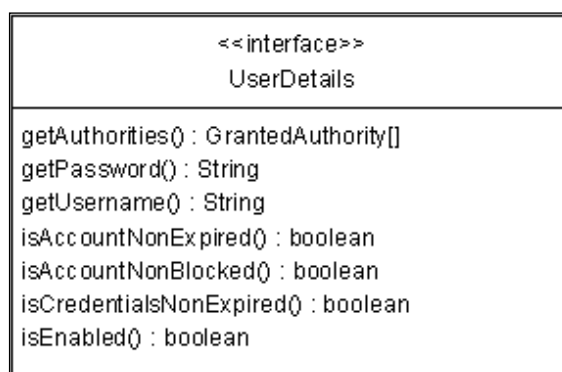 <<interface>>
UserDetails
getAuthorities() : GrantedAuthority[]
getPassword() : String
getUsername() : String
isAccountNonExpired() : boolean
isAccountNonBlocked() : boolean
isCredentialsNonExpired() : boolean
isEnabled() : boolean